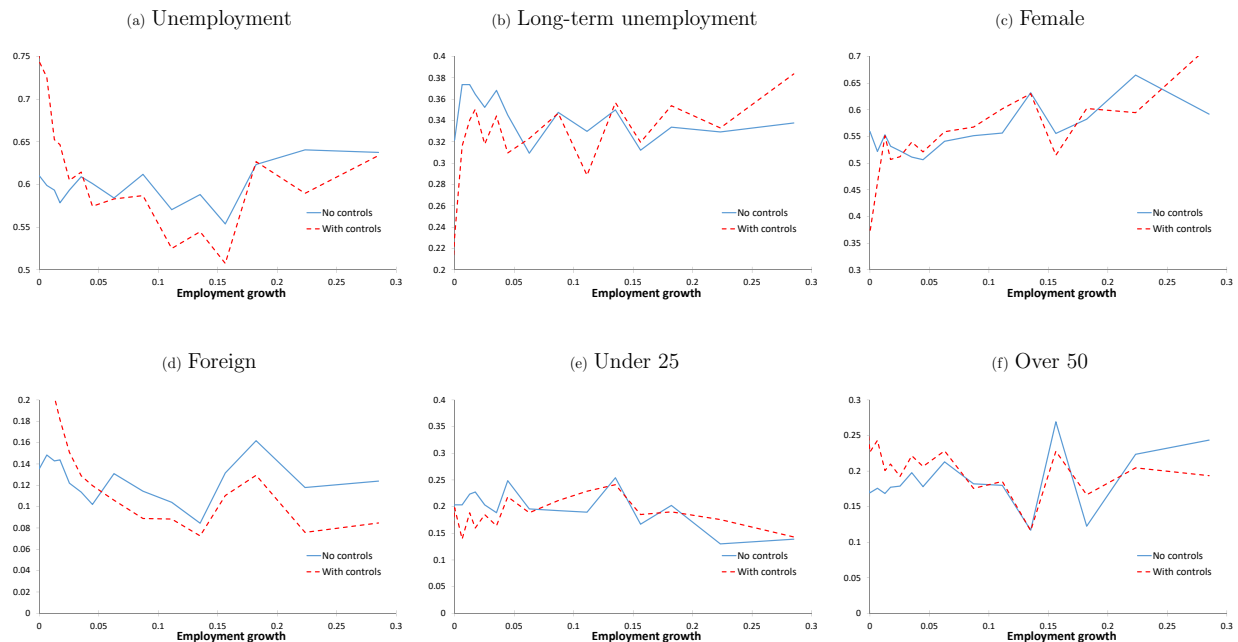 (a) Unemployment
0.75
0.7
0.65
0.6
0.55
0.5
0 0.05 0.1 0.15 0.2 0.25 0.3
Employment growth
No controls
With controls
(b) Long-term unemployment
0.4
0.38
0.36
0.34
0.32
0.3
0.28
0.26
0.24
0.22
0.2
0 0.05 0.1 0.15 0.2 0.25 0.3
Employment growth
No controls
With controls
(c) Female
0.7
0.65
0.6
0.55
0.5
0.45
0.4
0.35
0.3
0 0.05 0.1 0.15 0.2 0.25 0.3
Employment growth
No controls
With controls
(d) Foreign
0.2
0.18
0.16
0.14
0.12
0.1
0.08
0.06
0.04
0.02
0
0 0.05 0.1 0.15 0.2 0.25 0.3
Employment growth
No controls
With controls
(e) Under 25
0.4
0.35
0.3
0.25
0.2
0.15
0.1
0.05
0
0 0.05 0.1 0.15 0.2 0.25 0.3
Employment growth
No controls
With controls
(f) Over 50
0.3
0.25
0.2
0.15
0.1
0.05
0
0 0.05 0.1 0.15 0.2 0.25 0.3
Employment growth
No controls
With controls